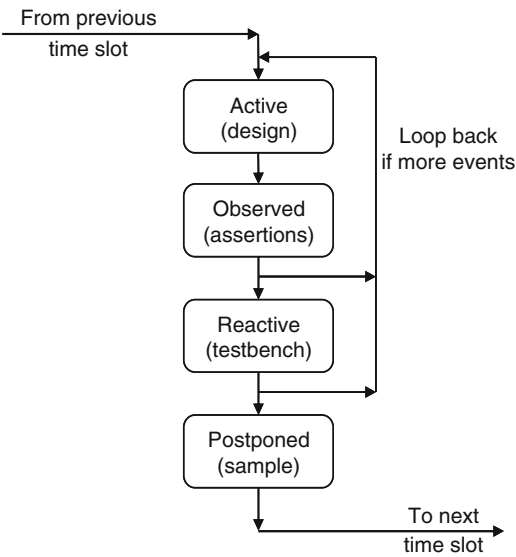 From previous
time slot
Active
(design)
Loop back
if more events
Observed
(assertions)
Reactive
(testbench)
Postponed
(sample)
To next
time slot